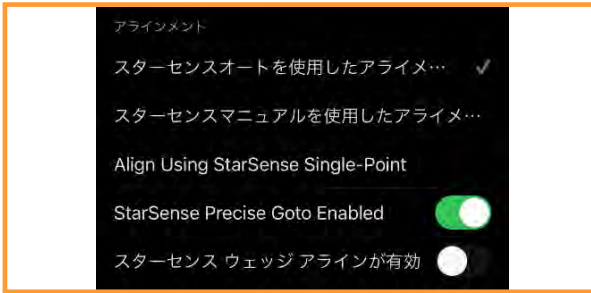 アラインメント
スターセンスオートを使用したアライメ…
スターセンスマニュアルを使用したアライメ…
Align Using StarSense Single-Point
StarSense Precise Goto Enabled
スターセンス ウェッジ アラインが有効